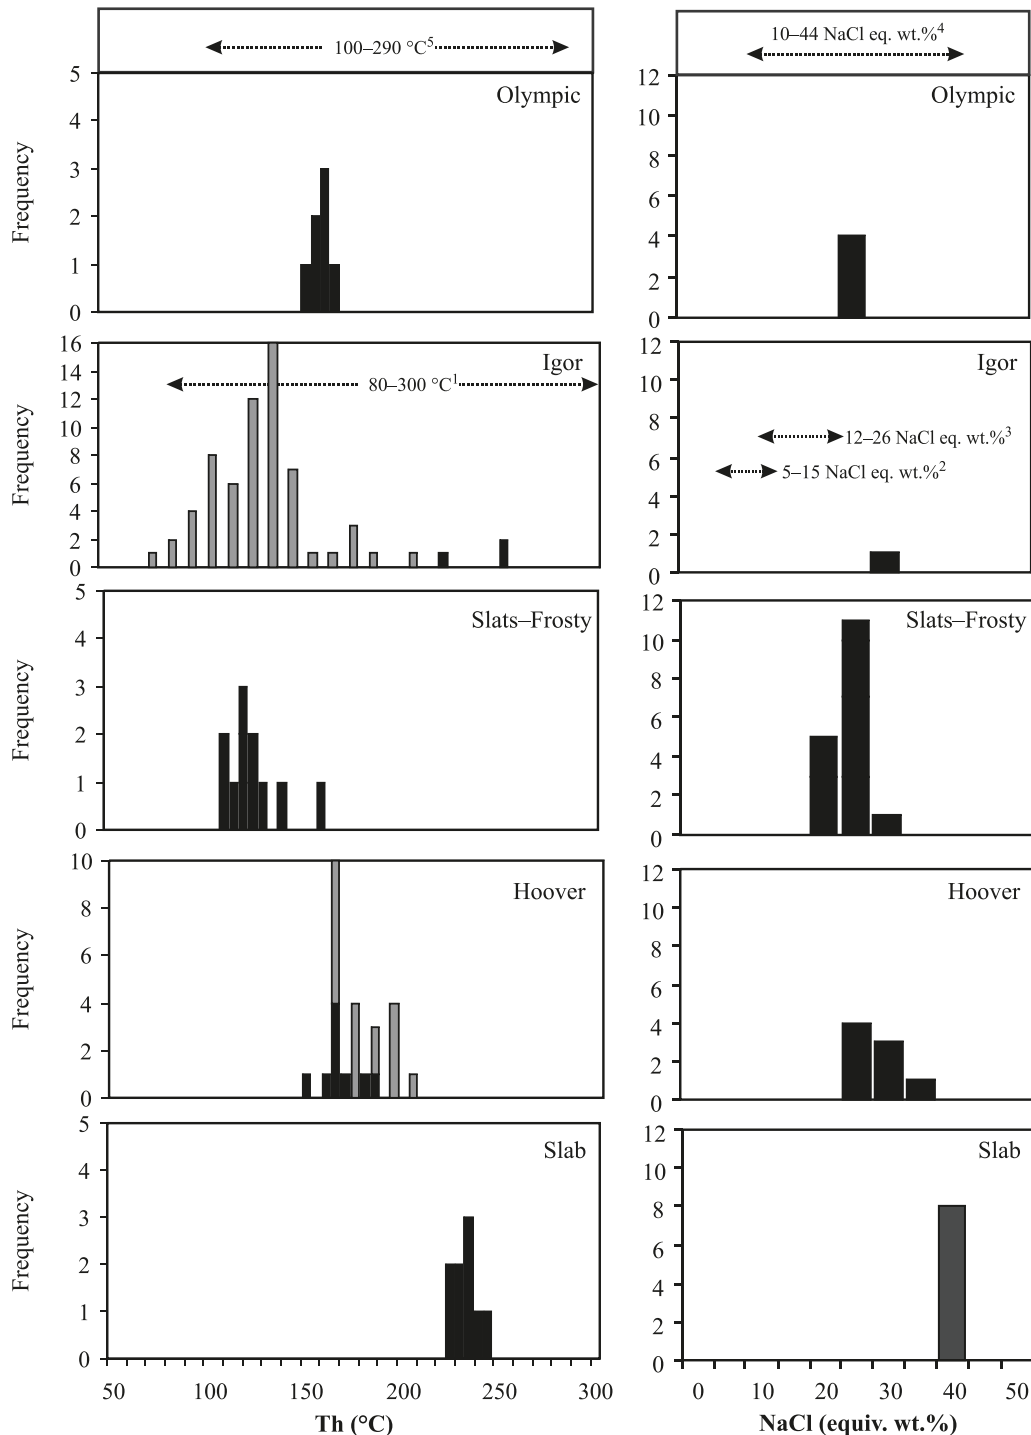 100–290 °C5
5
Olympic
4
3
2
1
0
Frequency
10–44 NaCl eq. wt.%4
12
Olympic
10
8
6
4
2
0
16
Igor
14
80–300 °C1
12
10
8
6
4
2
0
Frequency
12
Igor
10
8
12–26 NaCl eq. wt.%3
6
5–15 NaCl eq. wt.%2
4
2
0
5
Slats–Frosty
4
3
2
1
0
Frequency
12
Slats–Frosty
10
8
6
4
2
0
10
Hoover
8
6
4
2
0
Frequency
12
Hoover
10
8
6
4
2
0
5
Slab
4
3
2
1
0
Frequency
50 100 150 200 250 300
Th (°C)
12
Slab
10
8
6
4
2
0
0 10 20 30 40 50
NaCl (equiv. wt.%)